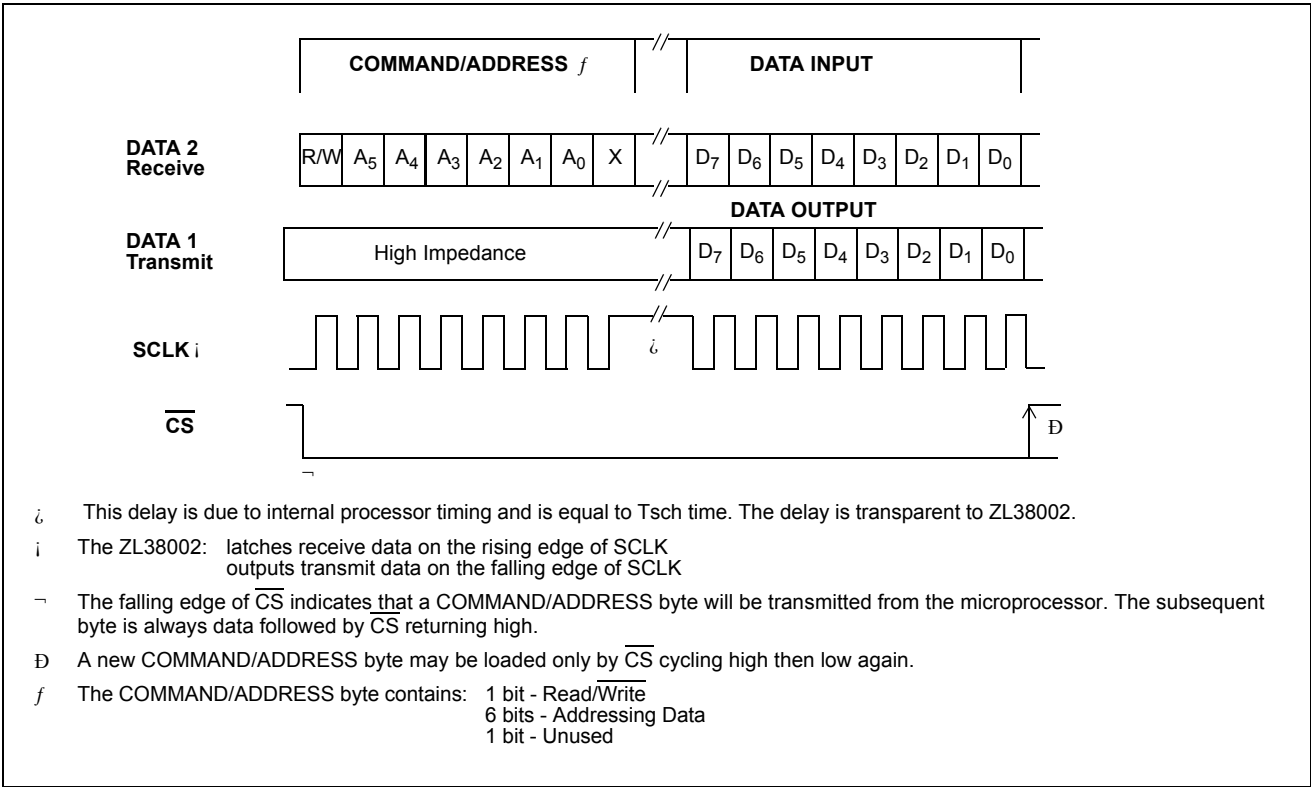 COMMAND/ADDRESS ƒ
DATA INPUT
DATA 2
Receive
R/W A5 A4 A3 A2 A1 A0 X
D7 D6 D5 D4 D3 D2 D1 D0
DATA OUTPUT
DATA 1
Transmit
High Impedance
D7 D6 D5 D4 D3 D2 D1 D0
SCLK ¡
¿
CS
Ð
¬
¿ This delay is due to internal processor timing and is equal to Tsch time. The delay is transparent to ZL38002.
¡ The ZL38002: latches receive data on the rising edge of SCLK
outputs transmit data on the falling edge of SCLK
¬ The falling edge of CS indicates that a COMMAND/ADDRESS byte will be transmitted from the microprocessor. The subsequent
byte is always data followed by CS returning high.
Ð A new COMMAND/ADDRESS byte may be loaded only by CS cycling high then low again.
ƒ The COMMAND/ADDRESS byte contains: 1 bit - Read/Write
6 bits - Addressing Data
1 bit - Unused